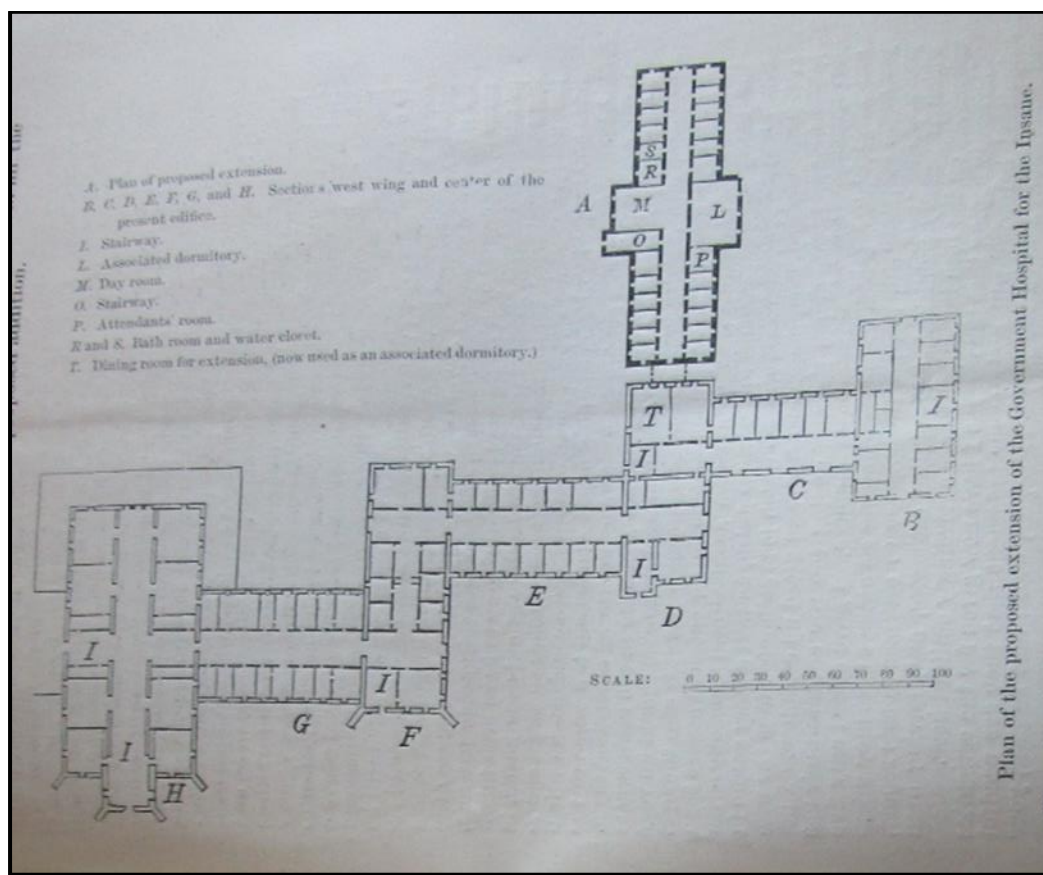 A. Plan of proposed extension.
B, C, D, E, F, G, and H. Sections west wing and center of the
present edifice.
I. Stairway.
L. Associated dormitory.
M. Day room.
O. Stairway.
P. Attendants' room.
R and S. Bath room and water closet.
T. Dining room for extension, (now used as an associated dormitory.)
S
R
A
M
L
O
P
T
I
I
C
B
I
E
D
I
I
G
F
I
H
SCALE:
0 10 20 30 40 50 60 70 80 90 100
Plan of the proposed extension of the Government Hospital for the Insane.
addition,
the